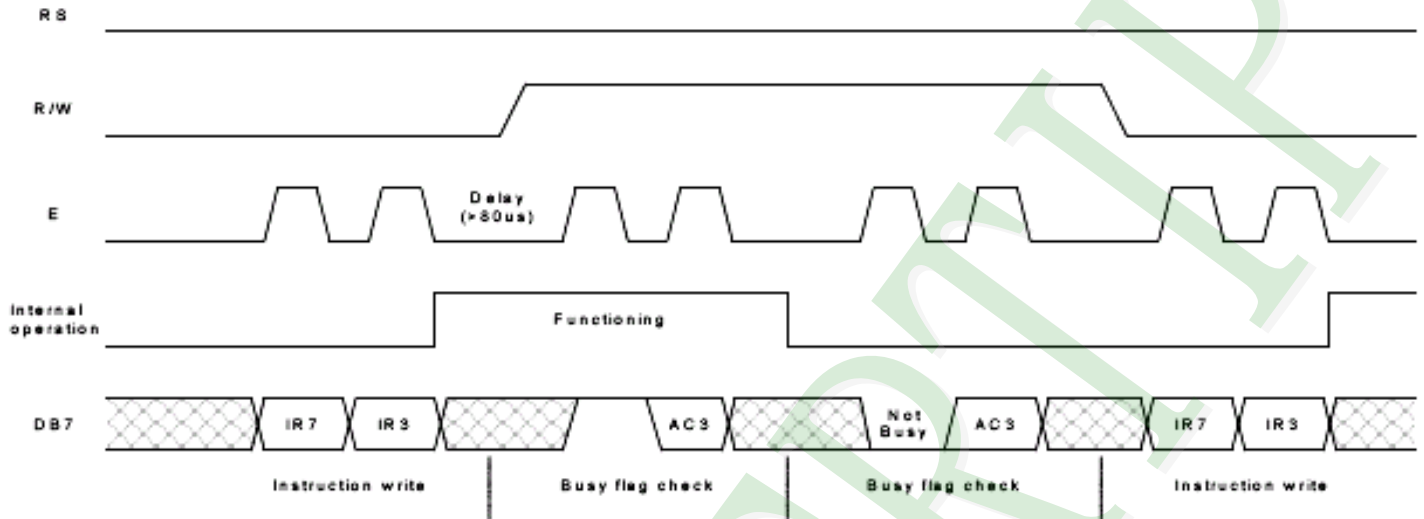 RS
R/W
E
Delay
(>80us)
Internal
operation
Functioning
DB7
IR7
IR3
AC3
Not
Busy
AC3
IR7
IR3
Instruction write
Busy flag check
Busy flag check
Instruction write